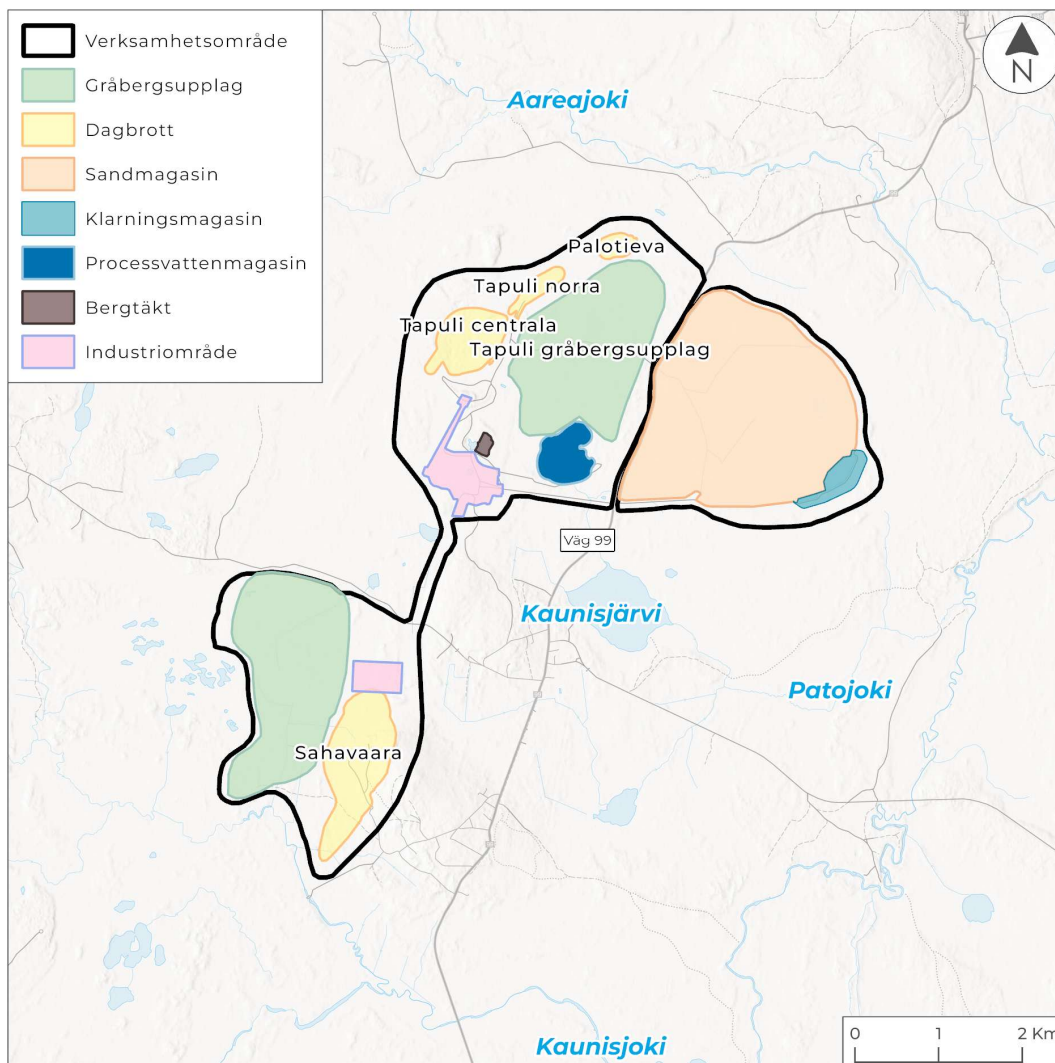 Verksamhetsområde
Gråbergsupplag
Dagbrott
Sandmagasin
Klarningsmagasin
Processvattenmagasin
Bergtäkt
Industriområde
N
Aareajoki
Palotieva
Tapuli norra
Tapuli centrala
Tapuli gråbergsupplag
Väg 99
Kaunisjärvi
Patojoki
Sahavaara
Kaunisjoki
0 1 2 Km